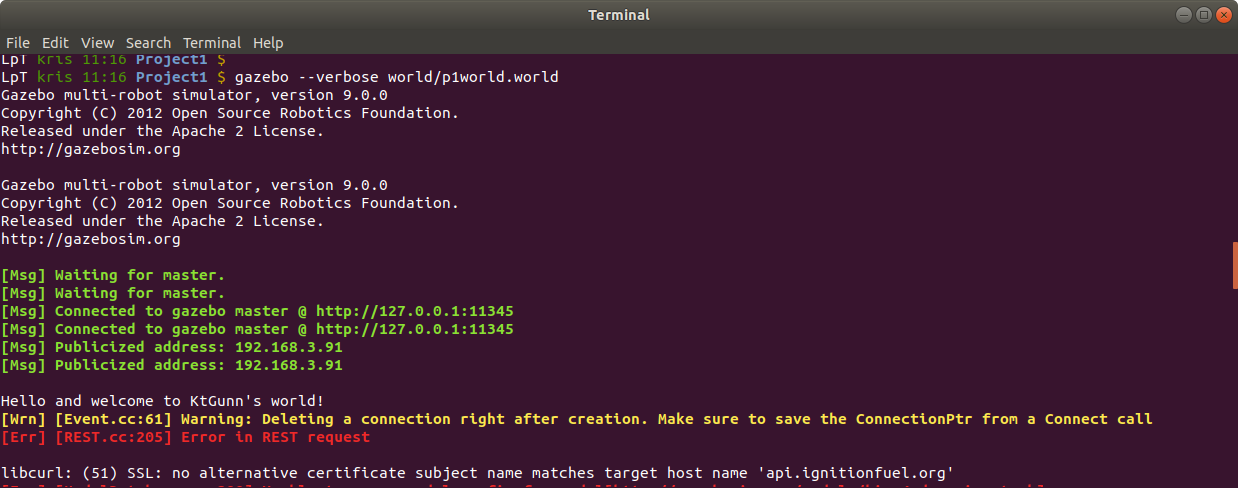 Terminal
File Edit View Search Terminal Help
LpT kris 11:16 Project1 $
LpT kris 11:16 Project1 $ gazebo --verbose world/p1world.world
Gazebo multi-robot simulator, version 9.0.0
Copyright (C) 2012 Open Source Robotics Foundation.
Released under the Apache 2 License.
http://gazebosim.org
Gazebo multi-robot simulator, version 9.0.0
Copyright (C) 2012 Open Source Robotics Foundation.
Released under the Apache 2 License.
http://gazebosim.org
[Msg] Waiting for master.
[Msg] Waiting for master.
[Msg] Connected to gazebo master @ http://127.0.0.1:11345
[Msg] Connected to gazebo master @ http://127.0.0.1:11345
[Msg] Publicized address: 192.168.3.91
[Msg] Publicized address: 192.168.3.91
Hello and welcome to KtGunn's world!
[Wrn] [Event.cc:61] Warning: Deleting a connection right after creation. Make sure to save the ConnectionPtr from a Connect call
[Err] [REST.cc:205] Error in REST request
libcurl: (51) SSL: no alternative certificate subject name matches target host name 'api.ignitionfuel.org'